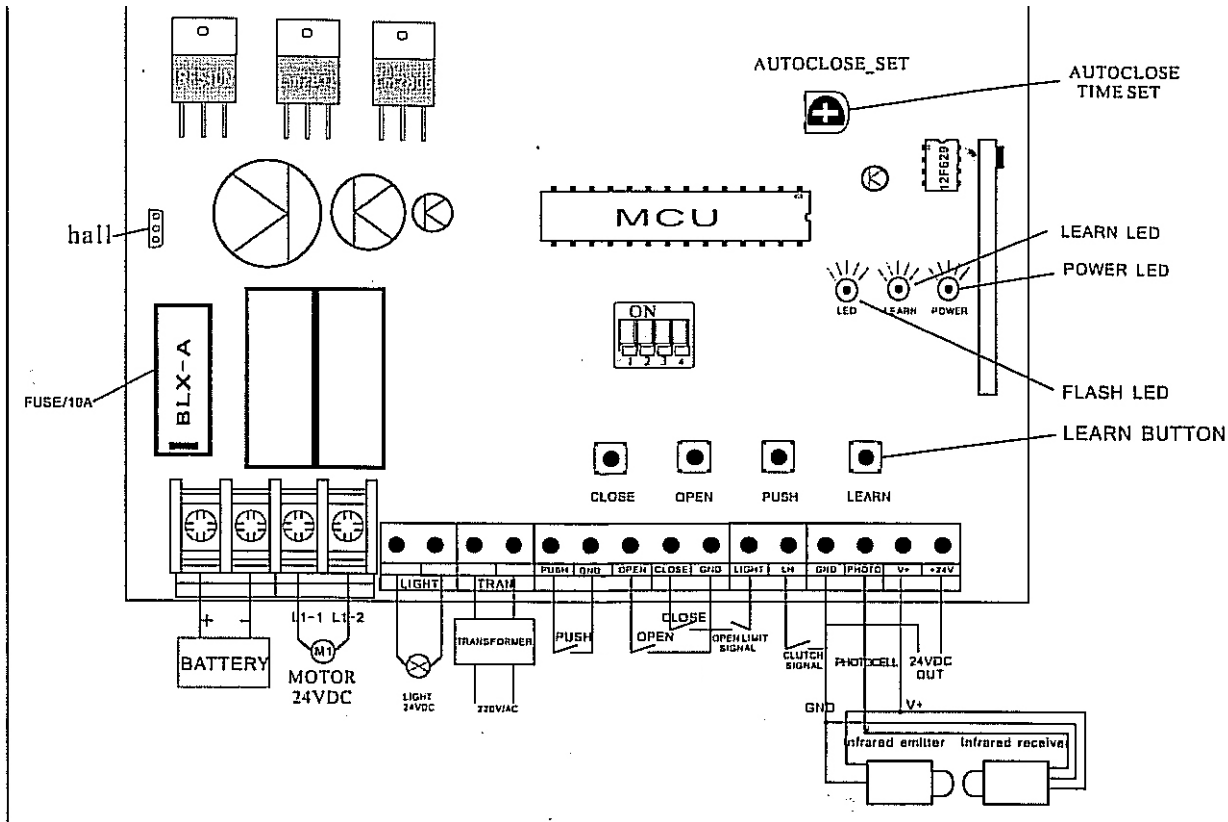 AUTOCLOSE_SET
AUTOCLOSE
TIME SET
12F629
MCU
hall
LEARN LED
POWER LED
LED
LEARN
POWER
ON
1 2 3 4
BLX-A
FUSE/10A
FLASH LED
LEARN BUTTON
CLOSE
OPEN
PUSH
LEARN
LIGHT
TRAN
PUSH
GND
OPEN
CLOSE
GND
LIGHT
LH
GND
PHOTO
V+
+24V
+
-
L1-1
L1-2
BATTERY
M1
MOTOR
24VDC
LIGHT
24VDC
TRANSFORMER
220V/AC
PUSH
OPEN
CLOSE
OPEN LIMIT
SIGNAL
CLUTCH
SIGNAL
PHOTOCELL
24VDC
OUT
GND
V+
Infrared emitter
Infrared receiver